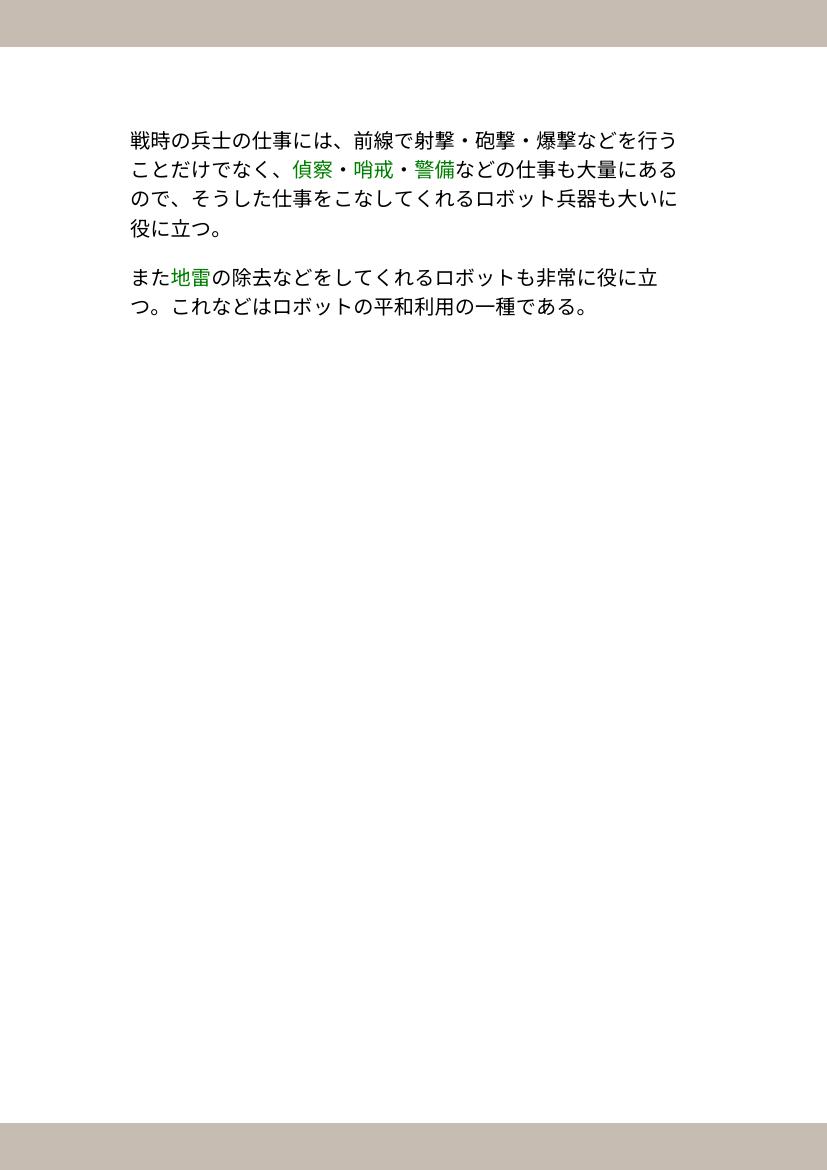 戦時の兵士の仕事には、前線で射撃・砲撃・爆撃などを行う
ことだけでなく、偵察・哨戒・警備などの仕事も大量にある
ので、そうした仕事をこなしてくれるロボット兵器も大いに
役に立つ。
また地雷の除去などをしてくれるロボットも非常に役に立
つ。これなどはロボットの平和利用の一種である。